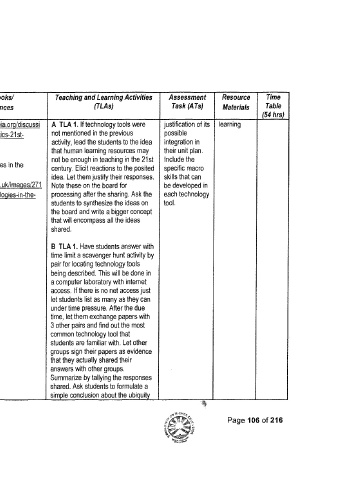 ooks/
nces
Teaching and Learning Activities
(TLAs)
Assessment
Task (ATs)
Resource
Materials
Time
Table
(54 hrs)
ia.org/discussi
ics-21st-
es in the
.uk/images/271
logies-in-the-
A TLA 1. If technology tools were
not mentioned in the previous
activity, lead the students to the idea
that human learning resources may
not be enough in teaching in the 21st
century. Elicit reactions to the posited
idea. Let them justify their responses.
Note these on the board for
processing after the sharing. Ask the
students to synthesize the ideas on
the board and write a bigger concept
that will encompass all the ideas
shared.
B TLA 1. Have students answer with
time limit a scavenger hunt activity by
pair for locating technology tools
being described. This will be done in
a computer laboratory with internet
access. If there is no net access just
let students list as many as they can
under time pressure. After the due
time, let them exchange papers with
3 other pairs and find out the most
common technology tool that
students are familiar with. Let other
groups sign their papers as evidence
that they actually shared their
answers with other groups.
Summarize by tallying the responses
shared. Ask students to formulate a
simple conclusion about the ubiquity
justification of its
possible
integration in
their unit plan.
Include the
specific macro
skills that can
be developed in
each technology
tool.
learning
Page 106 of 216